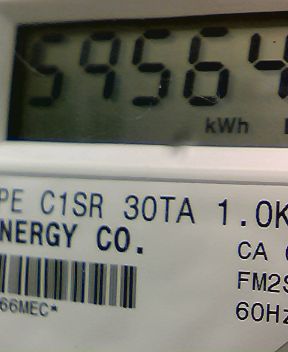 59564
kWh
PE C1SR 30TA 1.0K
NERGY CO.
CA
FM2S
66MEC*
60Hz